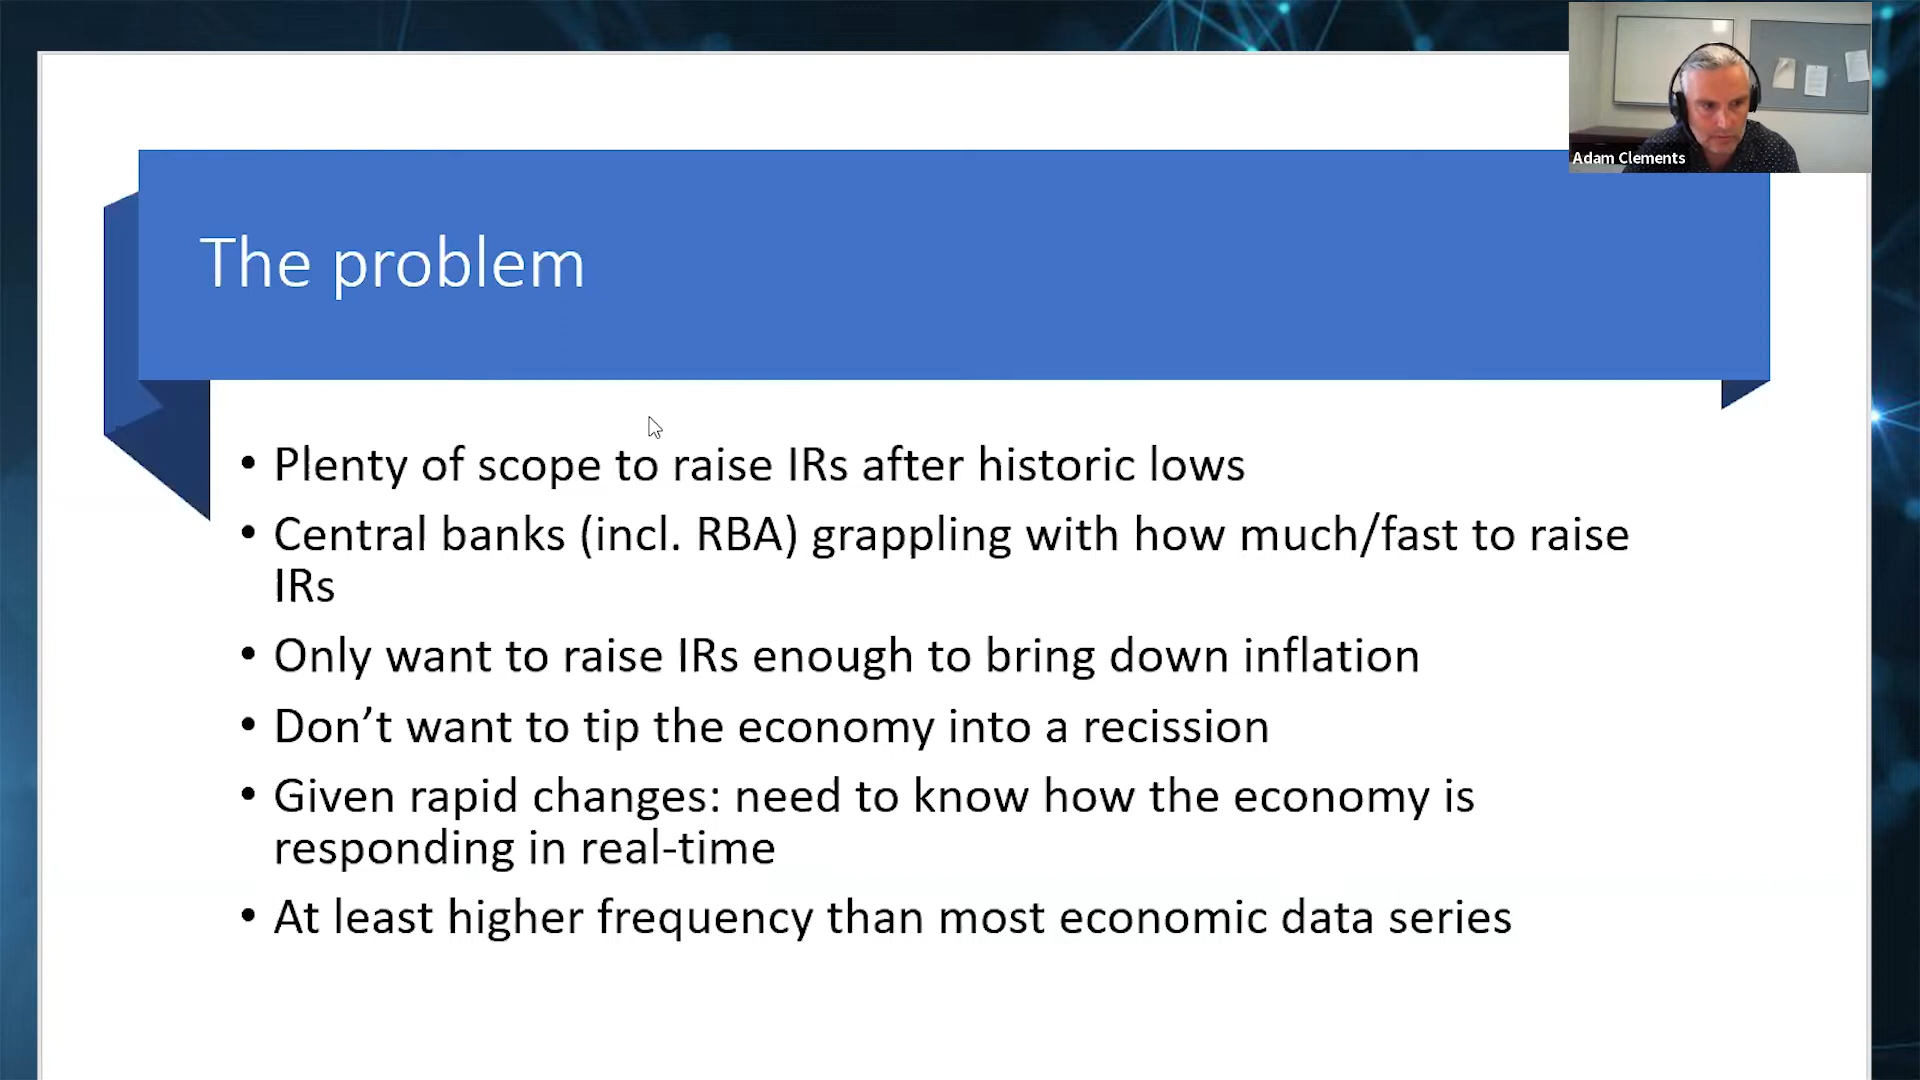 Adam Clements
The problem
• Plenty of scope to raise IRs after historic lows
• Central banks (incl. RBA) grappling with how much/fast to raise
IRs
• Only want to raise IRs enough to bring down inflation
• Don’t want to tip the economy into a recission
• Given rapid changes: need to know how the economy is
responding in real-time
• At least higher frequency than most economic data series